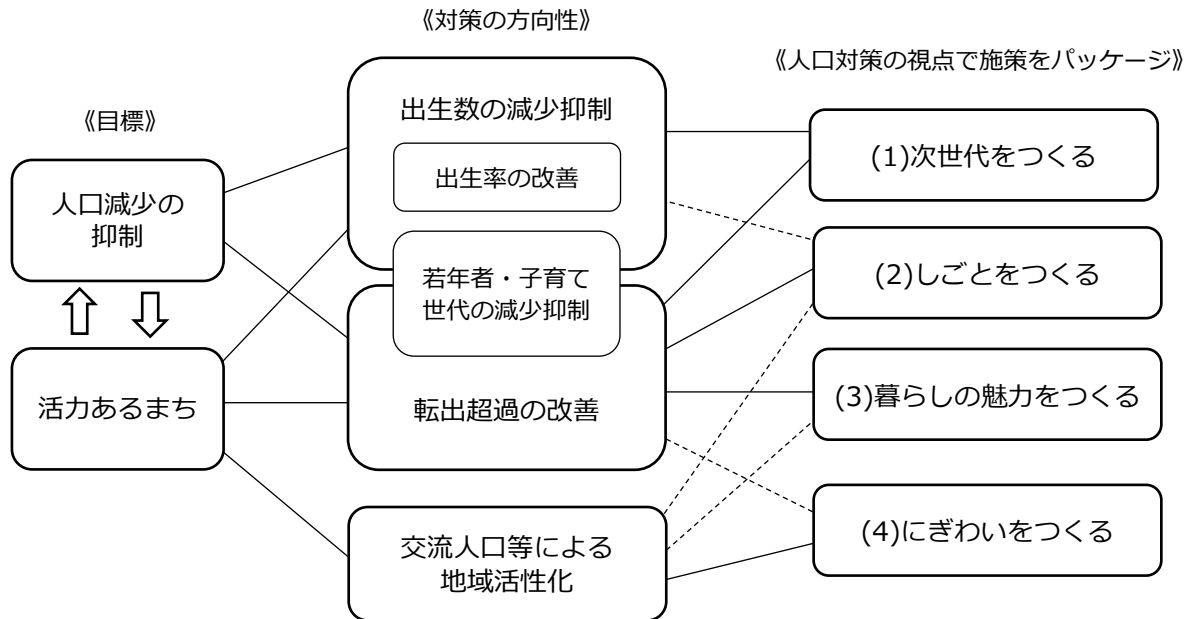 《目標》
人口減少の
抑制
活力あるまち
《対策の方向性》
出生数の減少抑制
出生率の改善
若年者・子育て
世代の減少抑制
転出超過の改善
交流人口等による
地域活性化
《人口対策の視点で施策をパッケージ》
(1)次世代をつくる
(2)しごとをつくる
(3)暮らしの魅力をつくる
(4)にぎわいをつくる